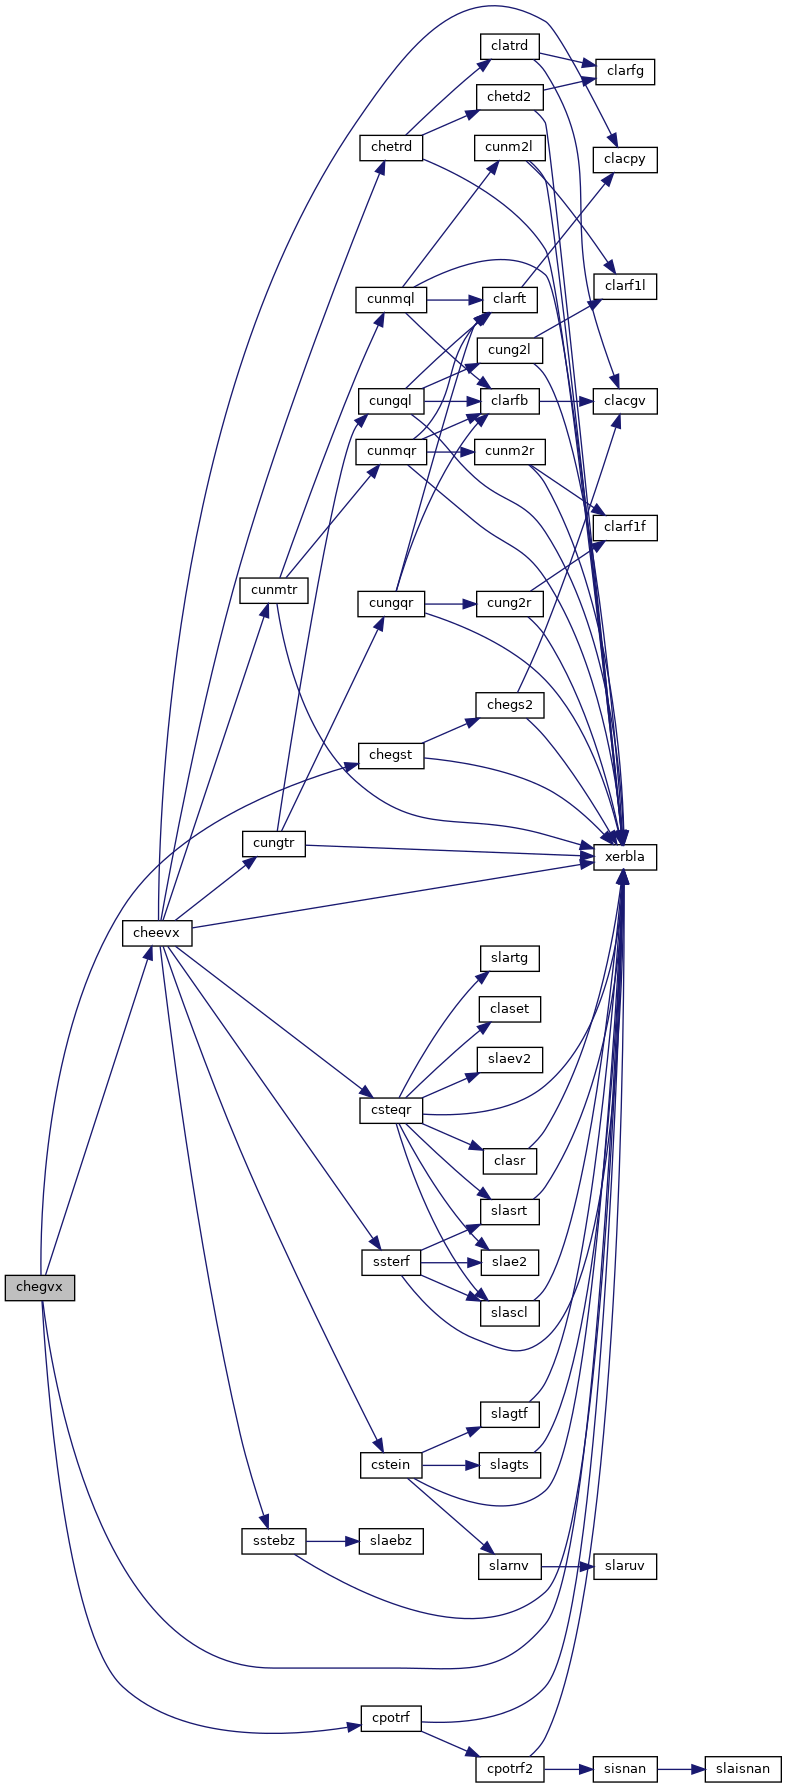 clatrd
clarfg
chetd2
chetrd
cunm2l
clacpy
cunmql
clarft
clarf1l
cung2l
cungql
clarfb
clacgv
cunmqr
cunm2r
clarf1f
cunmtr
cungqr
cung2r
chegs2
chegst
cungtr
xerbla
cheevx
slartg
claset
slaev2
csteqr
clasr
slasrt
ssterf
slae2
chegvx
slascl
slagtf
cstein
slagts
sstebz
slaebz
slarnv
slaruv
cpotrf
cpotrf2
sisnan
slaisnan